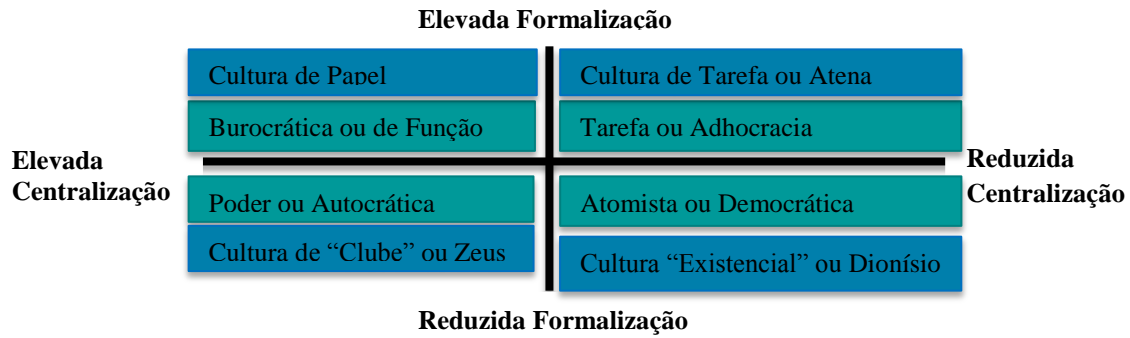 Elevada Formalização
Cultura de Papel
Cultura de Tarefa ou Atena
Burocrática ou de Função
Tarefa ou Adhocracia
Elevada
Centralização
Reduzida
Centralização
Poder ou Autocrática
Atomista ou Democrática
Cultura de “Clube” ou Zeus
Cultura “Existencial” ou Dionísio
Reduzida Formalização